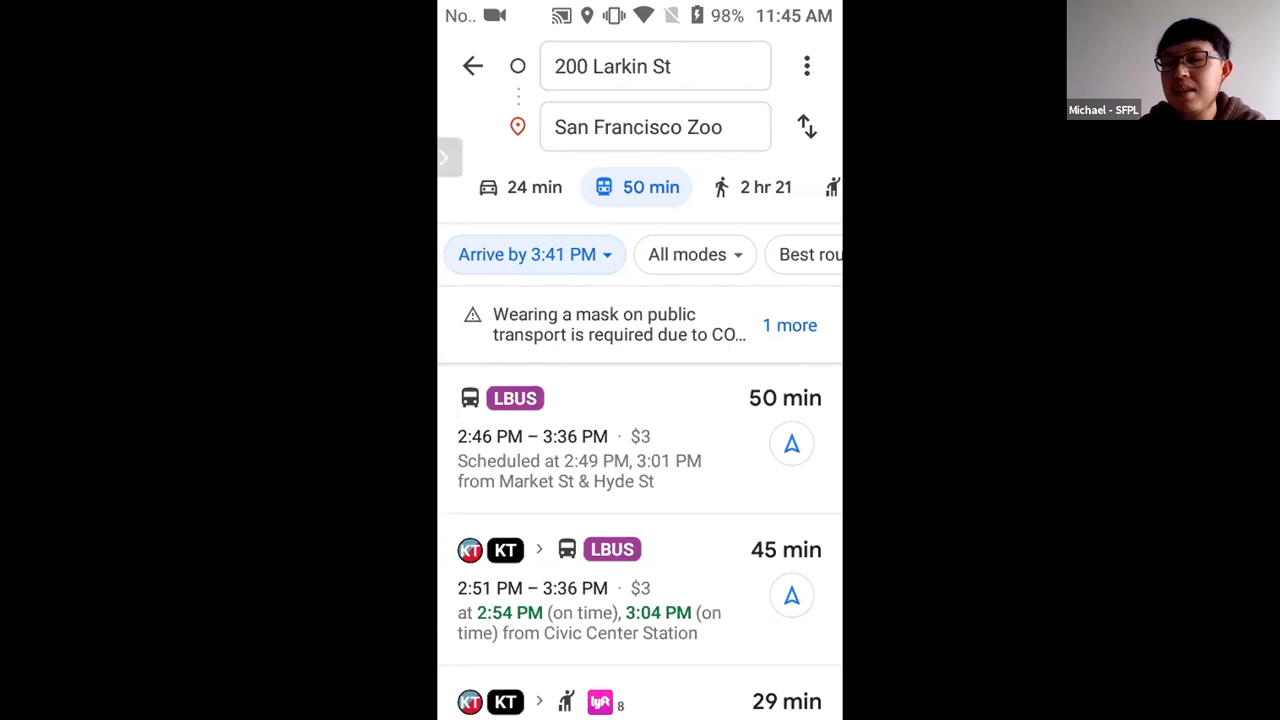 No.. 98% 11:45 AM
200 Larkin St
San Francisco Zoo
24 min 50 min 2 hr 21
Arrive by 3:41 PM All modes Best rou
Wearing a mask on public
transport is required due to CO... 1 more
LBUS 50 min
2:46 PM – 3:36 PM · $3
Scheduled at 2:49 PM, 3:01 PM
from Market St & Hyde St
KT KT > LBUS 45 min
2:51 PM – 3:36 PM · $3
at 2:54 PM (on time), 3:04 PM (on
time) from Civic Center Station
KT KT > lyft 8 29 min
Michael - SFPL